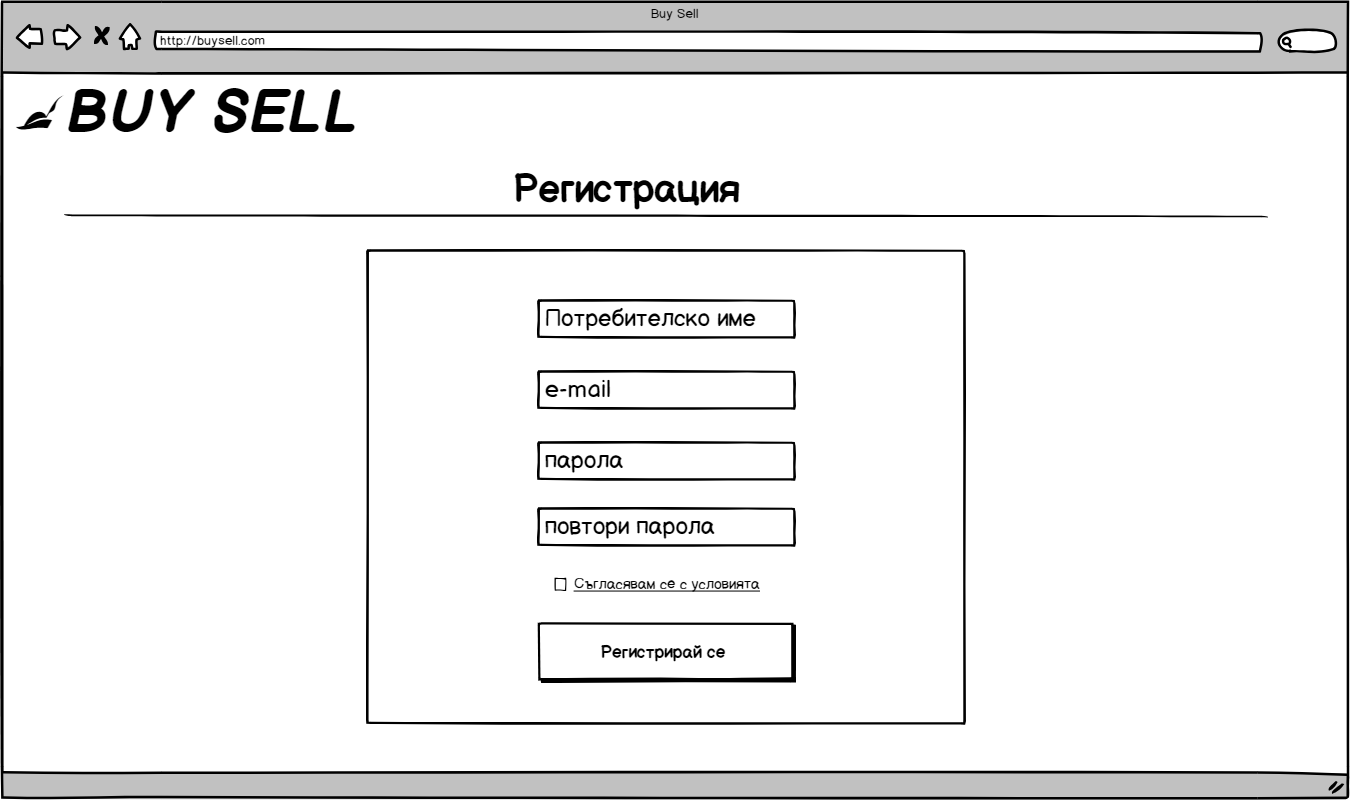 Buy Sell
http://buysell.com
BUY SELL
Регистрация
Потребителско име
e-mail
парола
повтори парола
Съгласявам се с условията
Регистрирай се